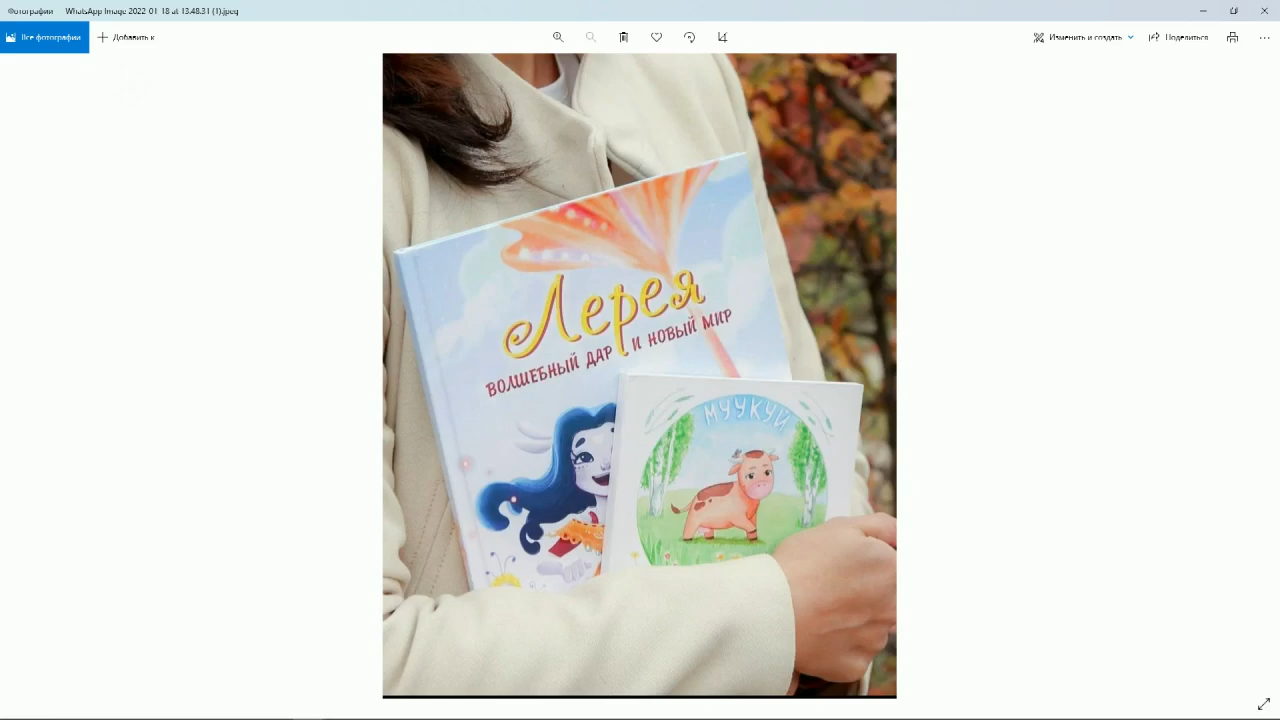 Фотографии
WhatsApp Image 2022-01-18 at 13.48.31 (1).jpeg
Все фотографии
Добавить к
Изменить и создать
Поделиться
Лерея
ВОЛШЕБНЫЙ ДАР И НОВЫЙ МИР
МУУКУЙ